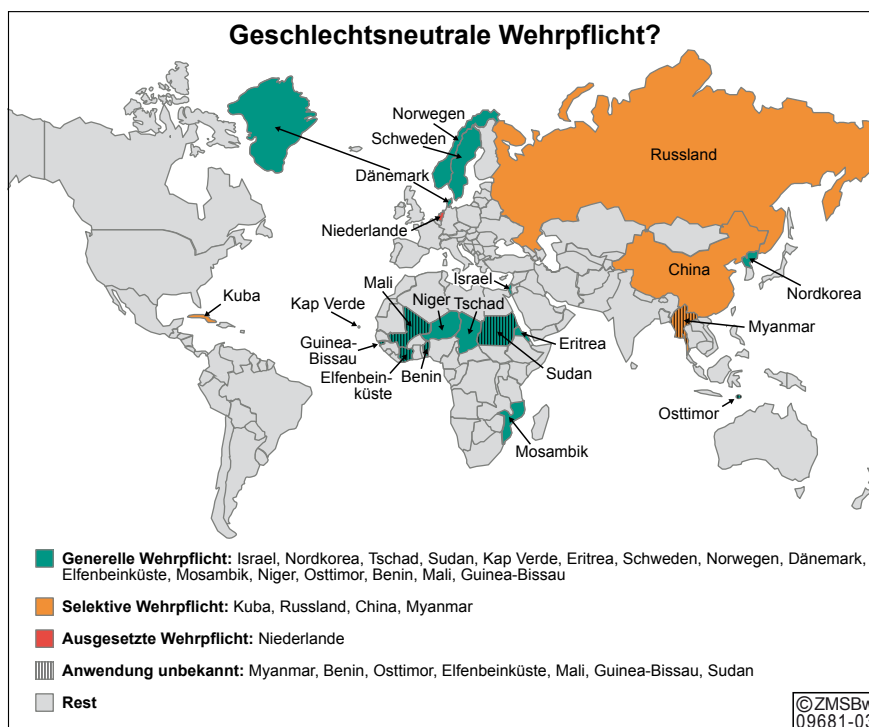 Geschlechtsneutrale Wehrpflicht?
Norwegen
Schweden
Russland
Dänemark
Niederlande
China
Israel
Mali
Niger
Tschad
Nordkorea
Kuba
Kap Verde
Guinea-
Bissau
Eritrea
Myanmar
Elfenbein-
küste
Benin
Sudan
Osttimor
Mosambik
Generelle Wehrpflicht: Israel, Nordkorea, Tschad, Sudan, Kap Verde, Eritrea, Schweden, Norwegen, Dänemark,
Elfenbeinküste, Mosambik, Niger, Osttimor, Benin, Mali, Guinea-Bissau
Selektive Wehrpflicht: Kuba, Russland, China, Myanmar
Ausgesetzte Wehrpflicht: Niederlande
Anwendung unbekannt: Myanmar, Benin, Osttimor, Elfenbeinküste, Mali, Guinea-Bissau, Sudan
Rest
©ZMSBw
09681-03